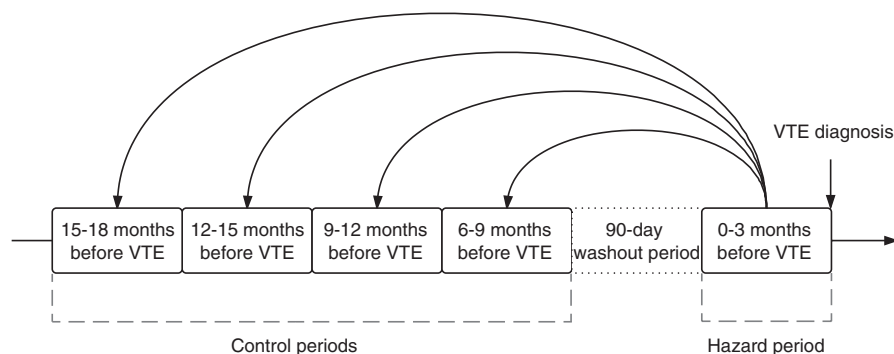 VTE diagnosis
15-18 months
before VTE
12-15 months
before VTE
9-12 months
before VTE
6-9 months
before VTE
90-day
washout period
0-3 months
before VTE
Control periods
Hazard period